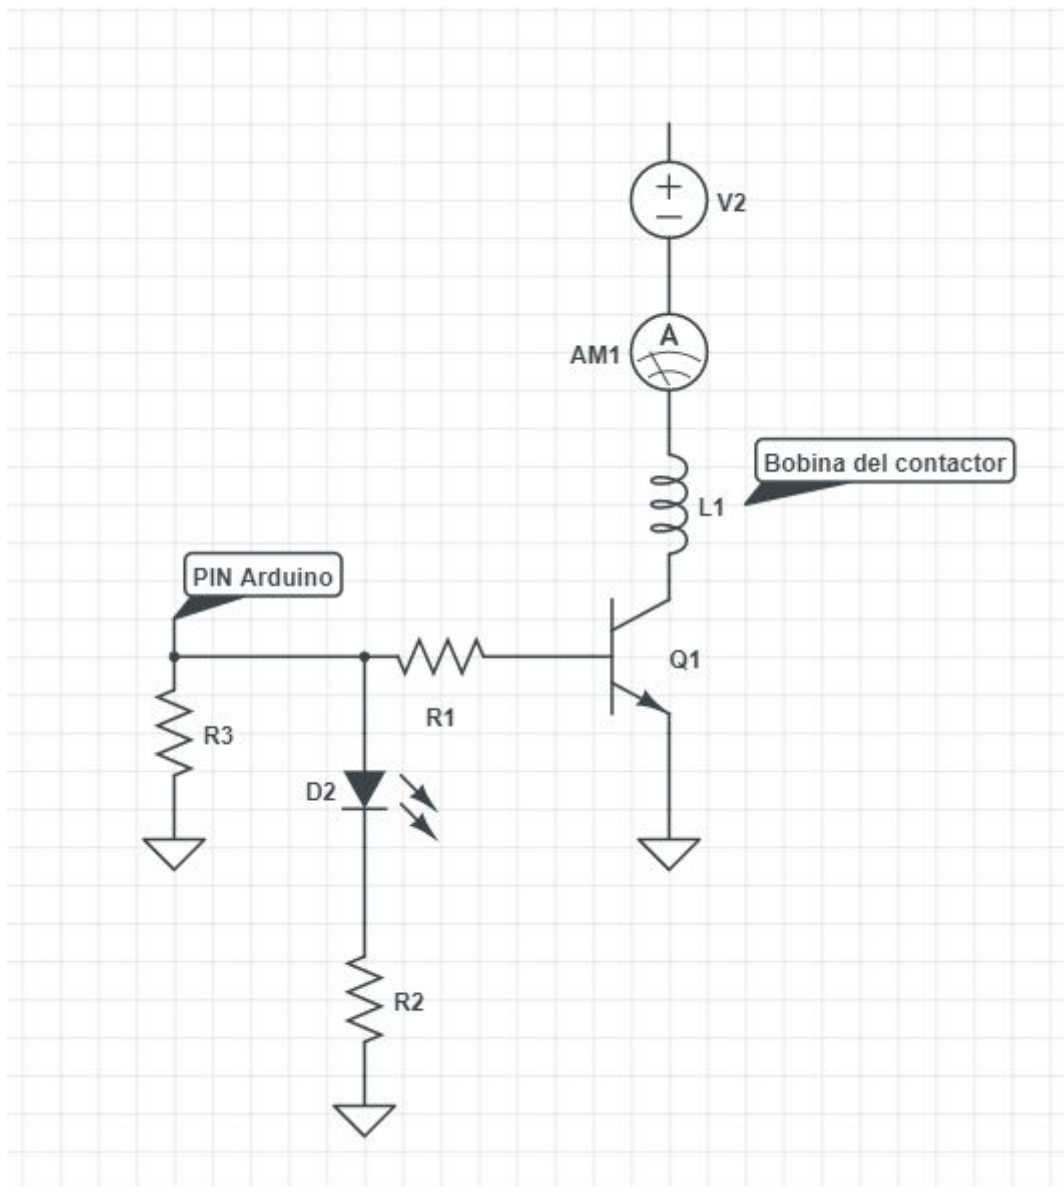 V2
A
AM1
Bobina del contactor
L1
PIN Arduino
Q1
R1
R3
D2
R2